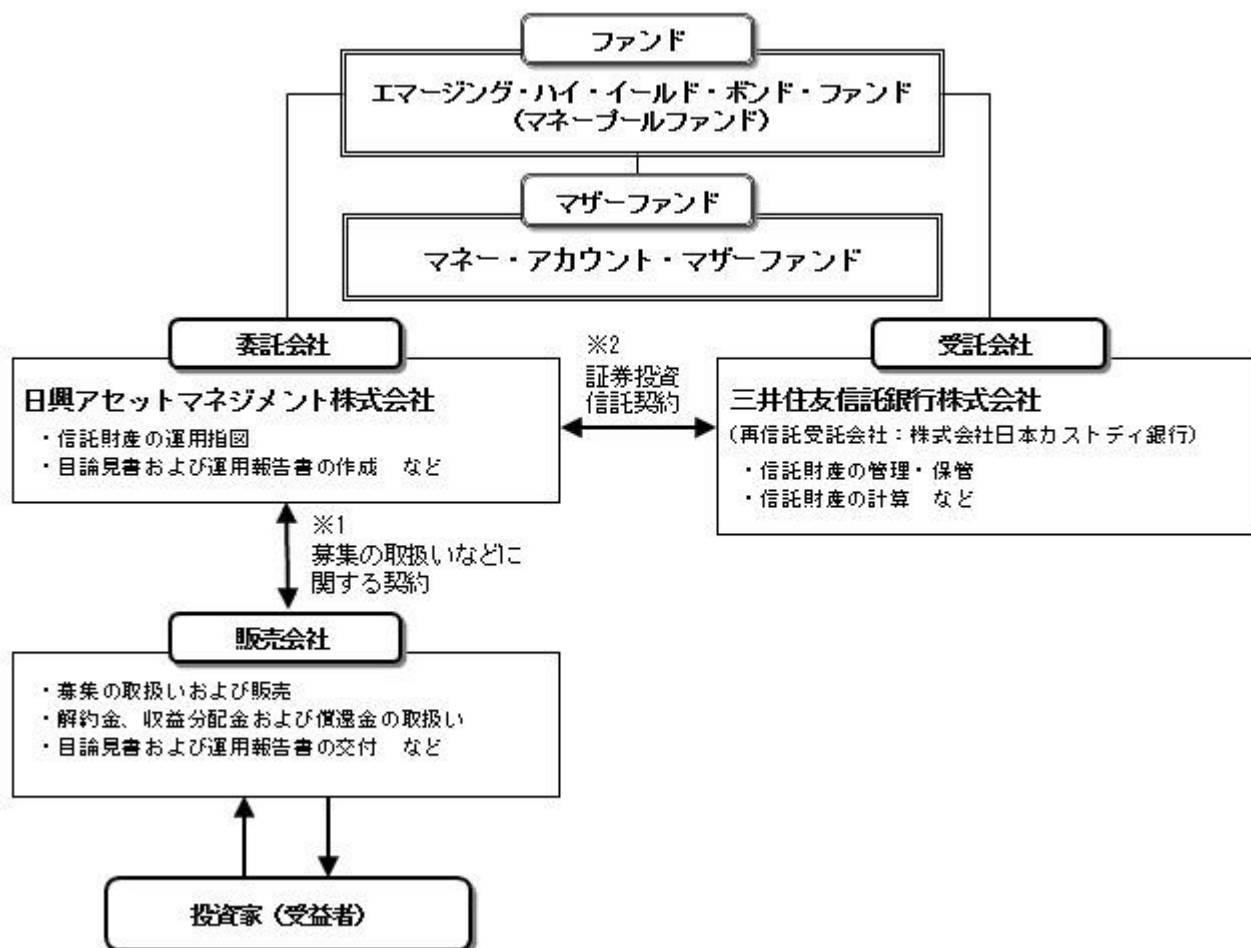 ファンド
エマージング・ハイ・イールド・ボンド・ファンド
(マネープールファンド)
マザーファンド
マネー・アカウント・マザーファンド
委託会社
日興アセットマネジメント株式会社
・信託財産の運用指図
・目論見書および運用報告書の作成　など
※2
証券投資
信託契約
受託会社
三井住友信託銀行株式会社
(再信託受託会社:株式会社日本カストディ銀行)
・信託財産の管理・保管
・信託財産の計算　など
※1
募集の取扱いなどに
関する契約
販売会社
・募集の取扱いおよび販売
・解約金、収益分配金および償還金の取扱い
・目論見書および運用報告書の交付　など
投資家(受益者)